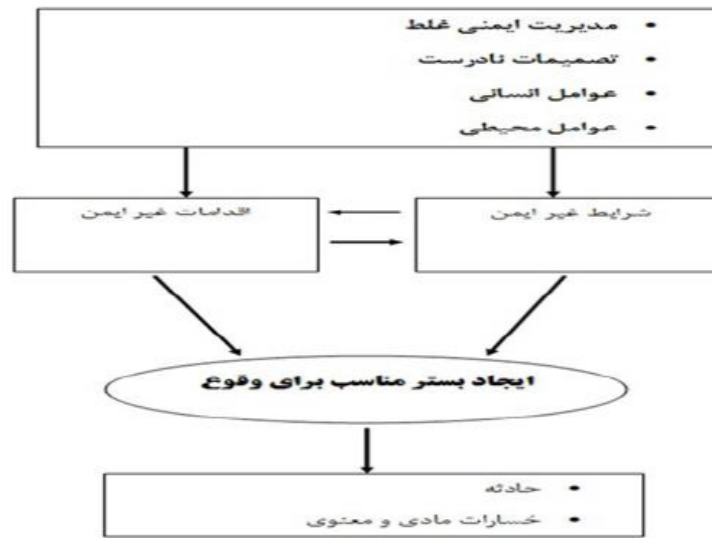 • مدیریت ایمنی غلط
• تصمیمات نادرست
• عوامل انسانی
• عوامل محیطی
شرایط غیر ایمن
اقدامات غیر ایمن
ایجاد بستر مناسب برای وقوع
• حادثه
• خسارات مادی و معنوی